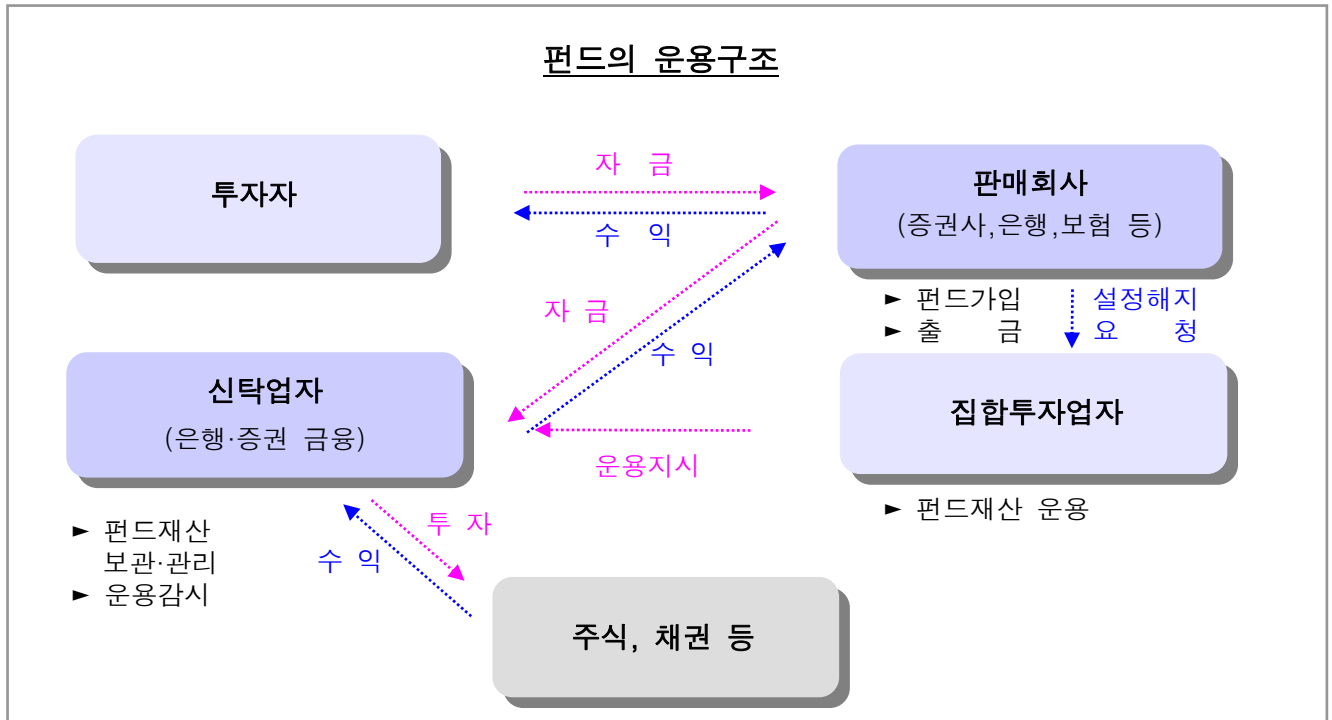 펀드의 운용구조
투자자
자 금
수 익
판매회사
(증권사,은행,보험 등)
► 펀드가입
► 출 금
설정해지
요 청
자 금
수 익
신탁업자
(은행·증권 금융)
집합투자업자
운용지시
► 펀드재산 운용
► 펀드재산
보관·관리
► 운용감시
투 자
수 익
주식, 채권 등